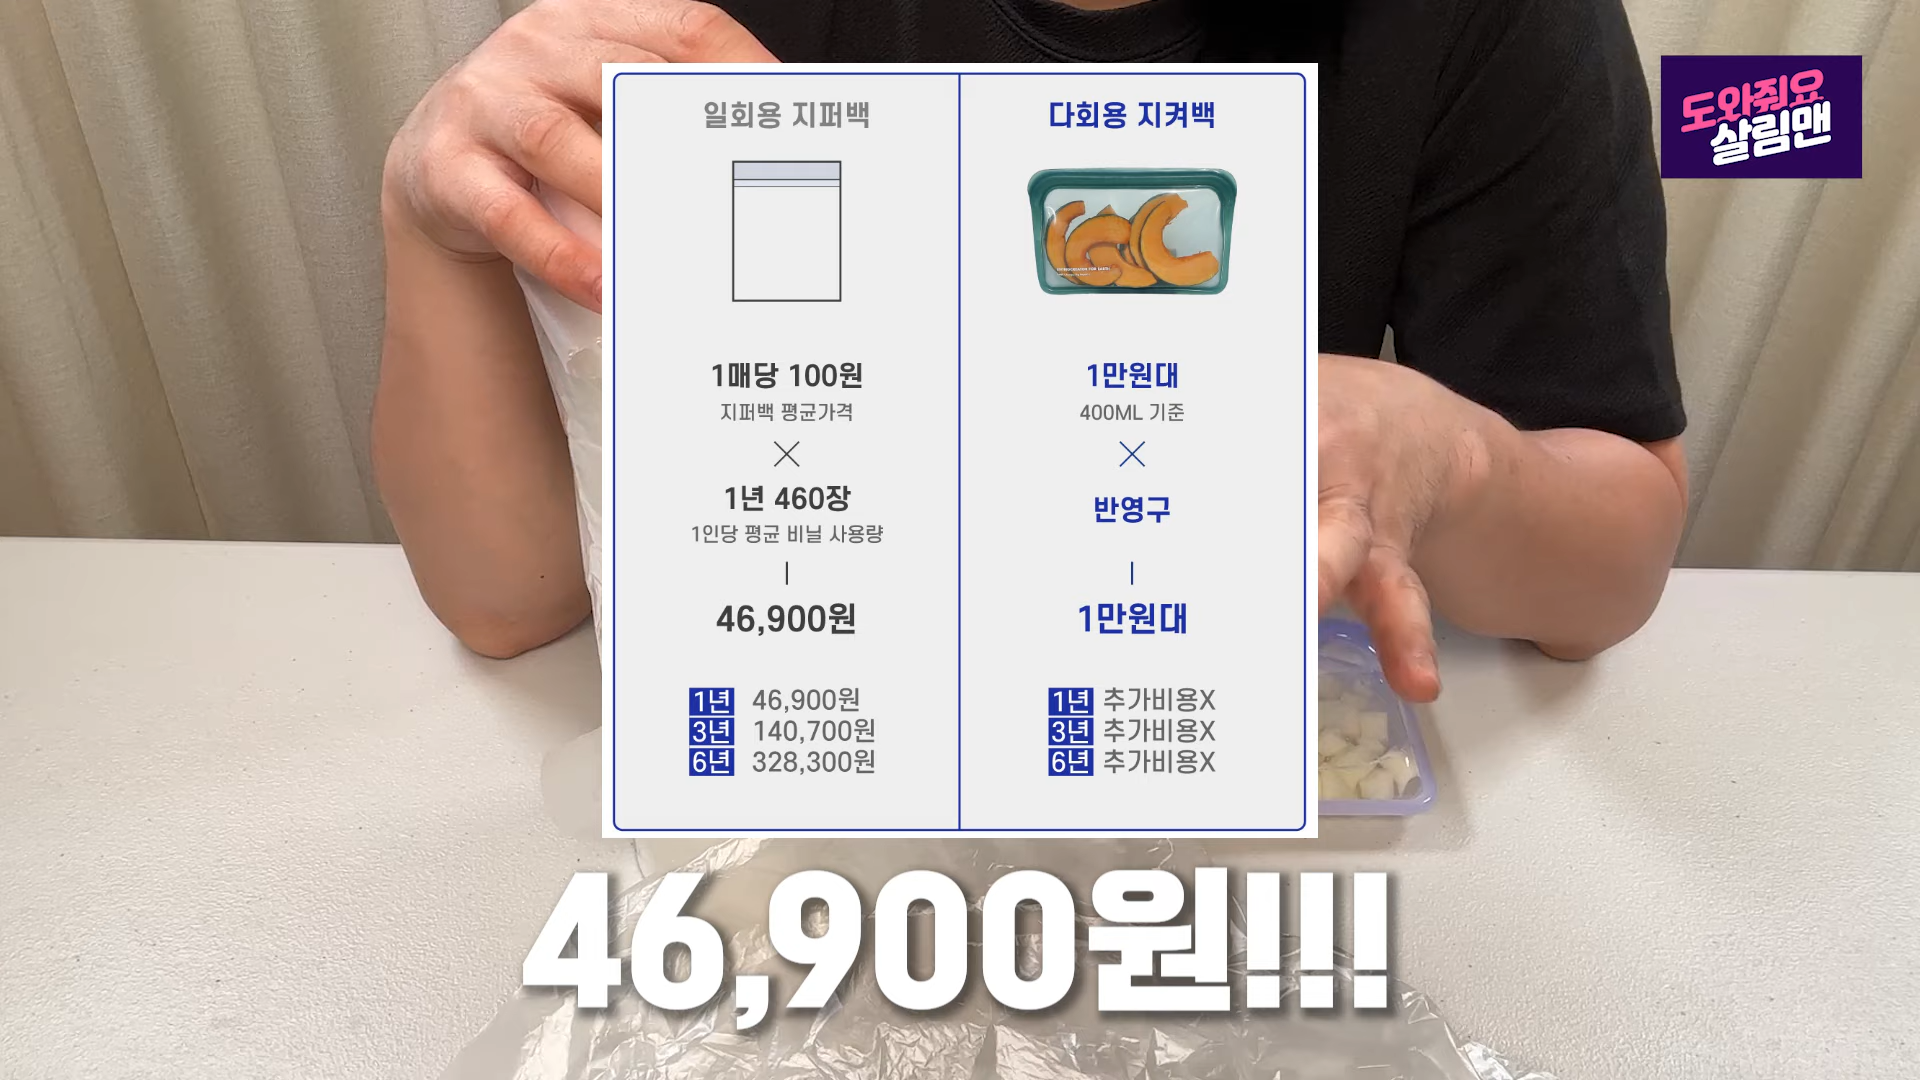 도와줘요
살림맨
일회용 지퍼백
1매당 100원
지퍼백 평균가격
1년 460장
1인당 평균 비닐 사용량
46,900원
1년 46,900원
3년 140,700원
6년 328,300원
다회용 지켜백
1만원대
400ML 기준
반영구
1만원대
1년 추가비용X
3년 추가비용X
6년 추가비용X
46,900원!!!